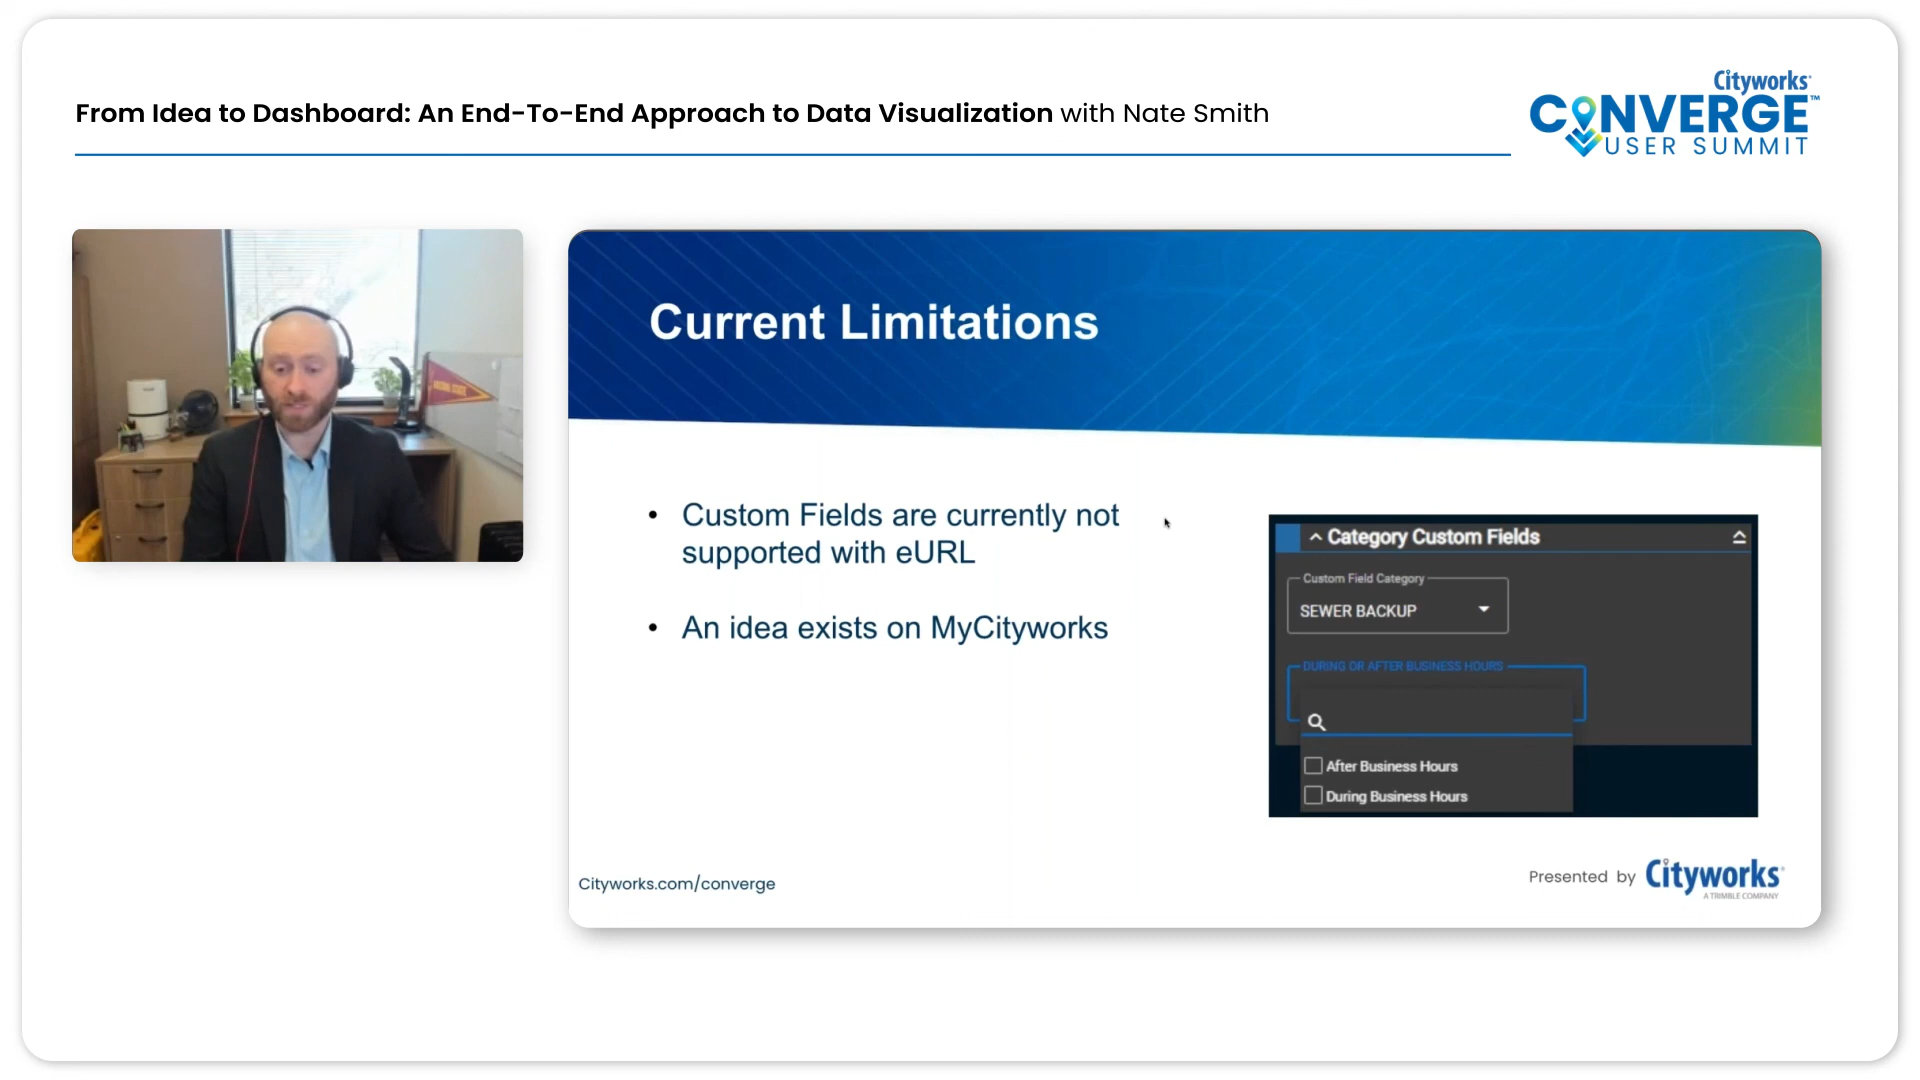 From Idea to Dashboard: An End-To-End Approach to Data Visualization with Nate Smith
Cityworks®
CONVERGE™
USER SUMMIT
Current Limitations
• Custom Fields are currently not
supported with eURL
• An idea exists on MyCityworks
Category Custom Fields
Custom Field Category
SEWER BACKUP
DURING OR AFTER BUSINESS HOURS
After Business Hours
During Business Hours
Cityworks.com/converge
Presented by Cityworks®
A TRIMBLE COMPANY